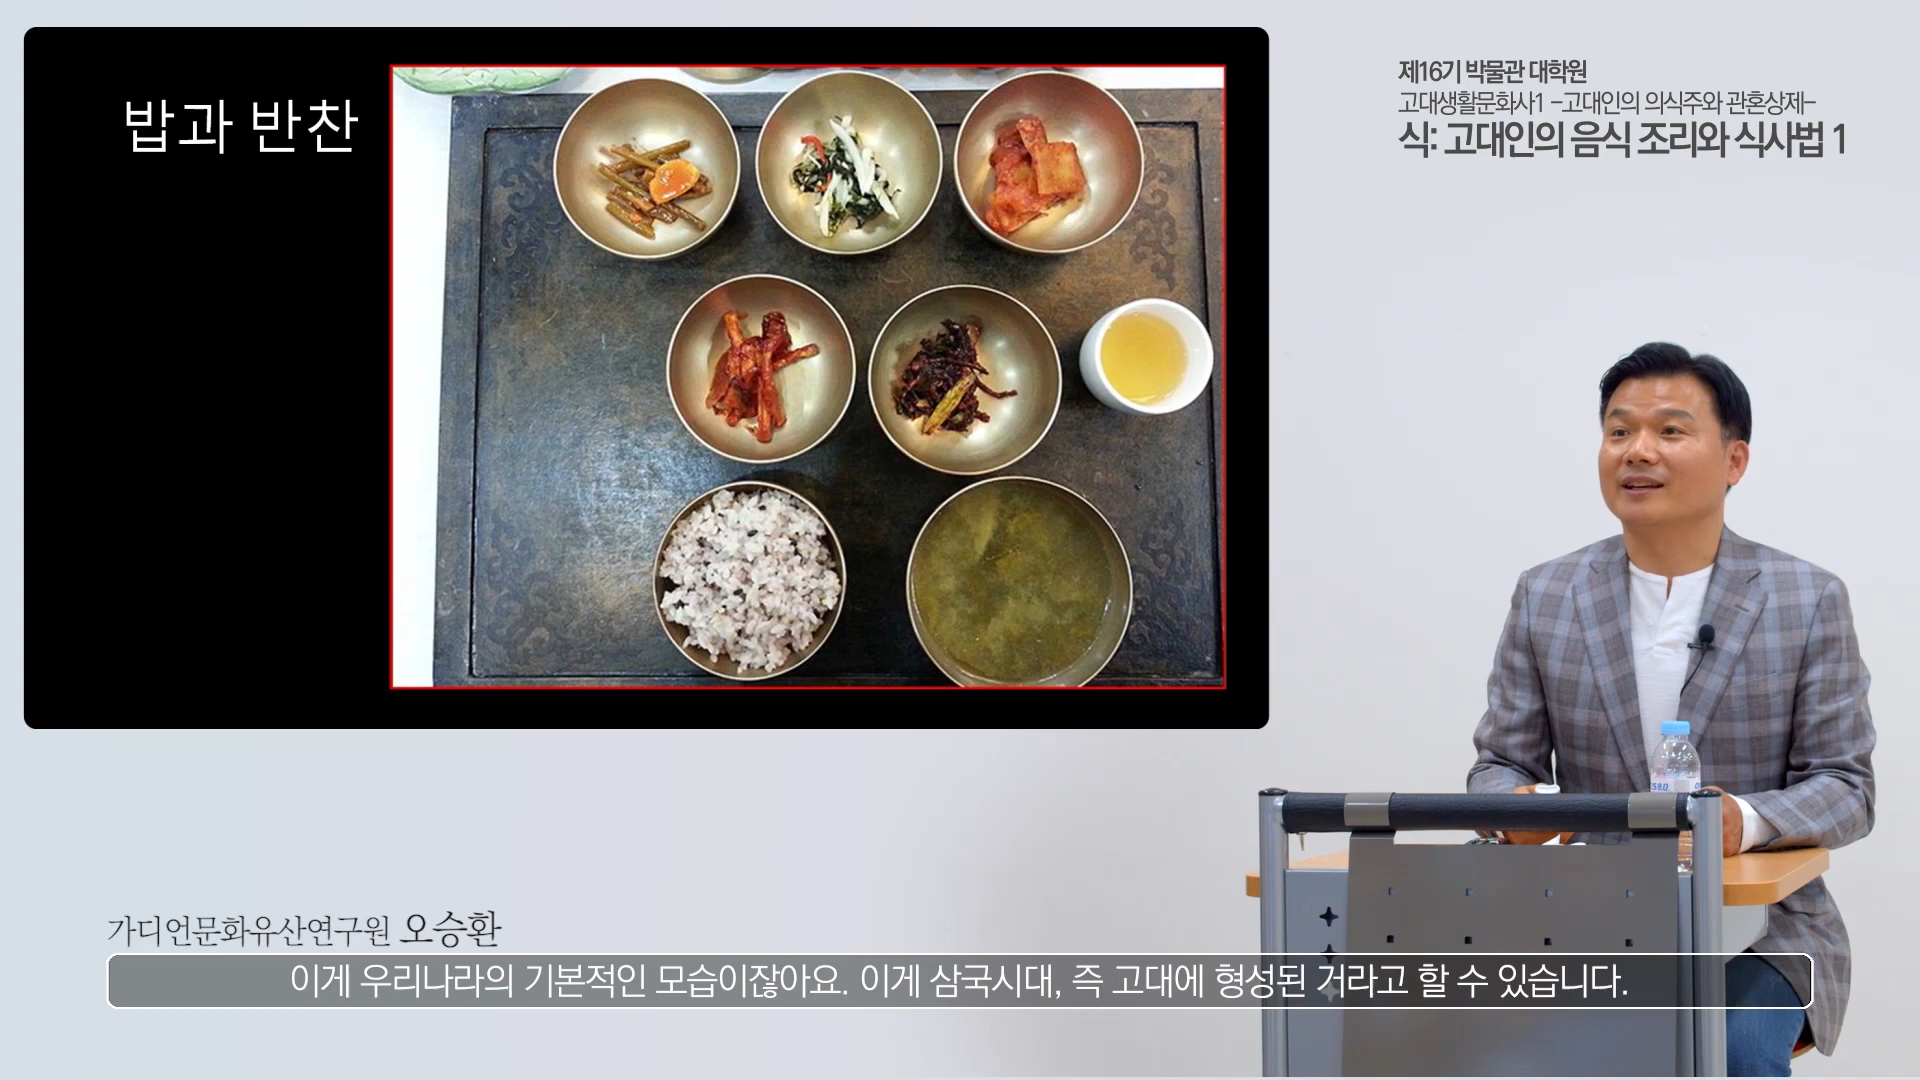 밥과 반찬
제16기 박물관 대학원
고대생활문화사1 -고대인의 의식주와 관혼상제-
식: 고대인의 음식 조리와 식사법 1
가디언문화유산연구원 오승환
이게 우리나라의 기본적인 모습이잖아요. 이게 삼국시대, 즉 고대에 형성된 거라고 할 수 있습니다.